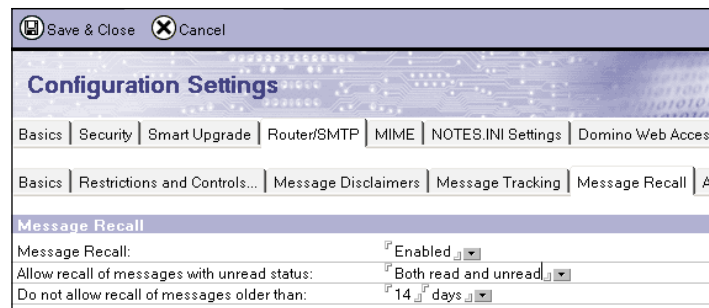 Save & Close Cancel
Configuration Settings
Basics Security Smart Upgrade Router/SMTP MIME NOTES.INI Settings Domino Web Acces
Basics Restrictions and Controls... Message Disclaimers Message Tracking Message Recall A
Message Recall
Message Recall: Enabled
Allow recall of messages with unread status: Both read and unread
Do not allow recall of messages older than: 14 days